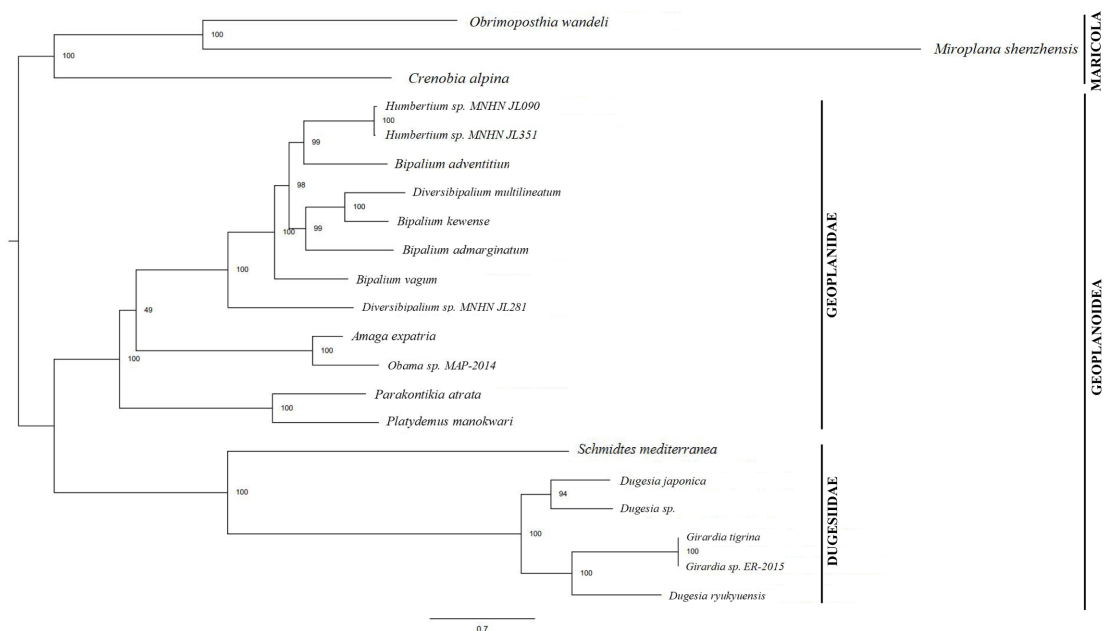 Obrimoposthia wandeli
100
Miroplana shenzhensis
100
Crenobia alpina
MARICOLA
Humbertium sp. MNHN JL090
100
Humbertium sp. MNHN JL351
99
Bipalium adventitiun
98
Diversibipalium multilineatum
100
Bipalium kewense
100
99
Bipalium admarginatum
100
Bipalium vagum
Diversibipalium sp. MNHN JL281
49
Amaga expatria
100
100
Obama sp. MAP-2014
Parakontikia atrata
100
Platydemus manokwari
GEOPLANIDAE
GEOPLANOIDEA
Schmidtes mediterranea
100
Dugesia japonica
94
Dugesia sp.
100
Girardia tigrina
100
Girardia sp. ER-2015
100
Dugesia ryukyuensis
DUGESIIDAE
0.7